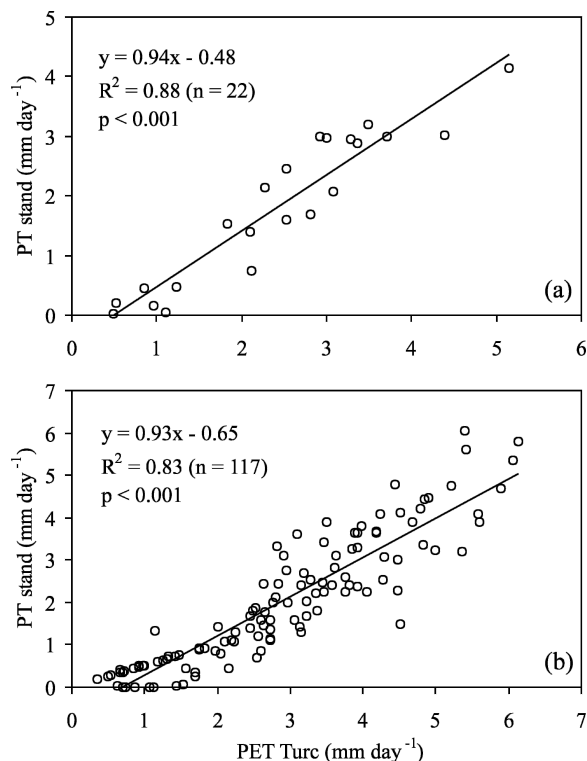 5
4
3
2
1
0
PT stand (mm day⁻¹)
y = 0.94x - 0.48
R² = 0.88 (n = 22)
p < 0.001
(a)
0 1 2 3 4 5 6
7
6
5
4
3
2
1
0
PT stand (mm day⁻¹)
y = 0.93x - 0.65
R² = 0.83 (n = 117)
p < 0.001
(b)
0 1 2 3 4 5 6 7
PET Turc (mm day⁻¹)